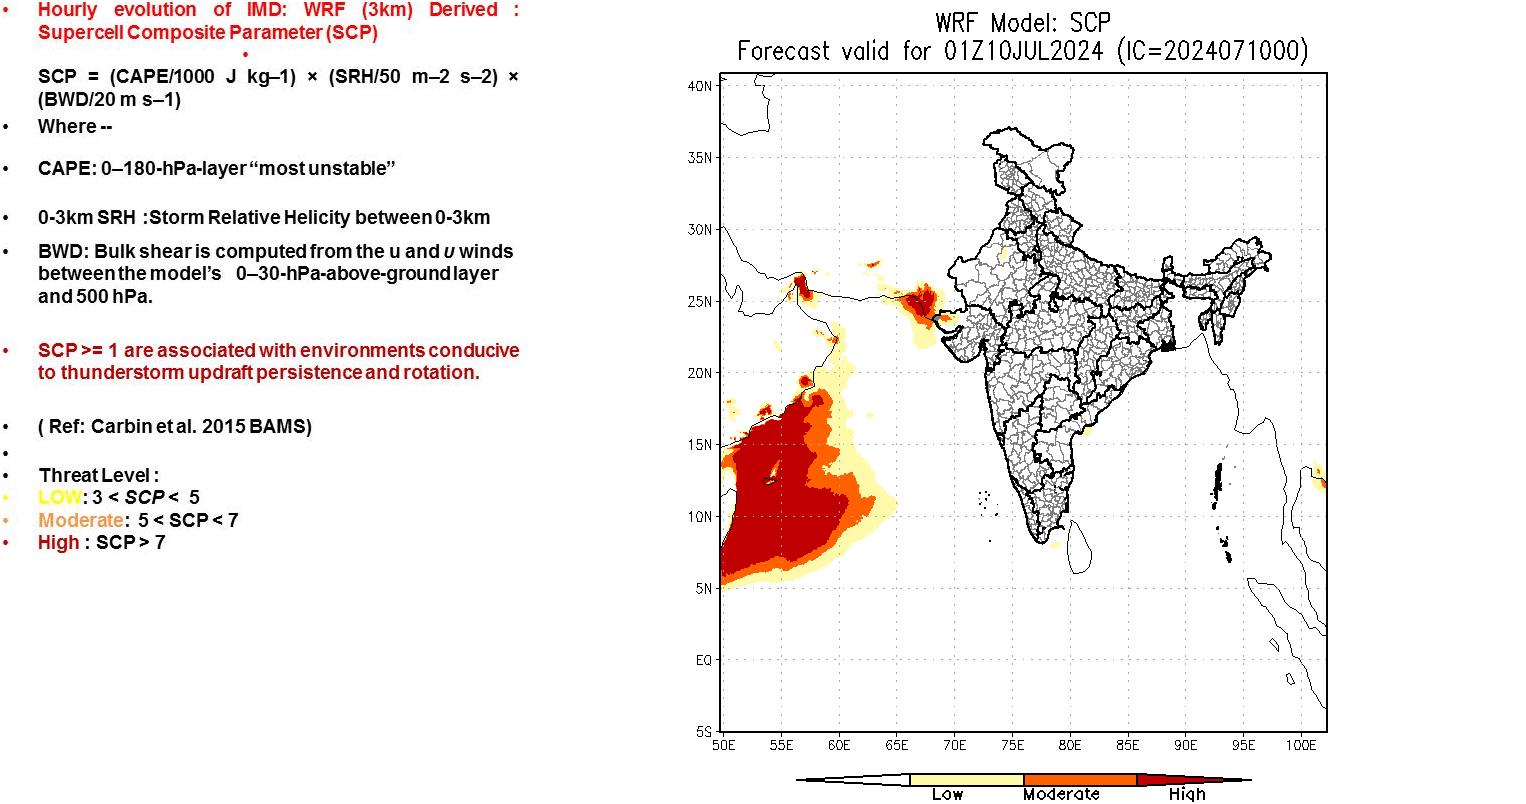 • Hourly evolution of IMD: WRF (3km) Derived :
Supercell Composite Parameter (SCP)
•
SCP = (CAPE/1000 J kg–1) × (SRH/50 m–2 s–2) ×
(BWD/20 m s–1)
• Where --
• CAPE: 0–180-hPa-layer “most unstable”
• 0-3km SRH :Storm Relative Helicity between 0-3km
• BWD: Bulk shear is computed from the u and υ winds
between the model’s 0–30-hPa-above-ground layer
and 500 hPa.
• SCP >= 1 are associated with environments conducive
to thunderstorm updraft persistence and rotation.
• ( Ref: Carbin et al. 2015 BAMS)
•
• Threat Level :
• LOW: 3 < SCP < 5
• Moderate: 5 < SCP < 7
• High : SCP > 7
WRF Model: SCP
Forecast valid for 01Z10JUL2024 (IC=2024071000)
40N
35N
30N
25N
20N
15N
10N
5N
EQ
5S
50E 55E 60E 65E 70E 75E 80E 85E 90E 95E 100E
Low Moderate High